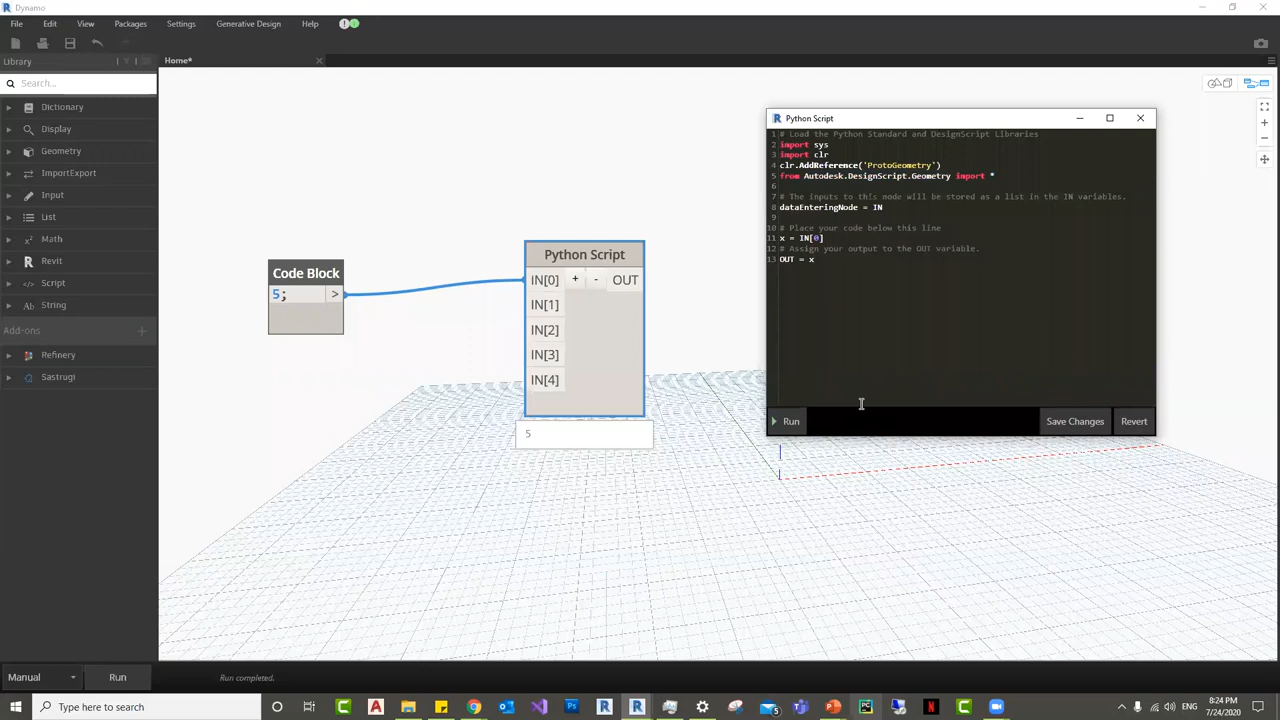 Dynamo
File Edit View Packages Settings Generative Design Help
Library
Home*
Search...
Dictionary
Display
Geometry
ImportExport
Input
List
Math
Revit
Script
String
Add-ons
Refinery
Sastrugi
Code Block
5;
>
Python Script
IN[0] + - OUT
IN[1]
IN[2]
IN[3]
IN[4]
5
Python Script
1 # Load the Python Standard and DesignScript Libraries
2 import sys
3 import clr
4 clr.AddReference('ProtoGeometry')
5 from Autodesk.DesignScript.Geometry import *
6
7 # The inputs to this node will be stored as a list in the IN variables.
8 dataEnteringNode = IN
9
10 # Place your code below this line
11 x = IN[0]
12 # Assign your output to the OUT variable.
13 OUT = x
Run Save Changes Revert
Manual Run Run completed.
Type here to search
ENG
8:24 PM
7/24/2020